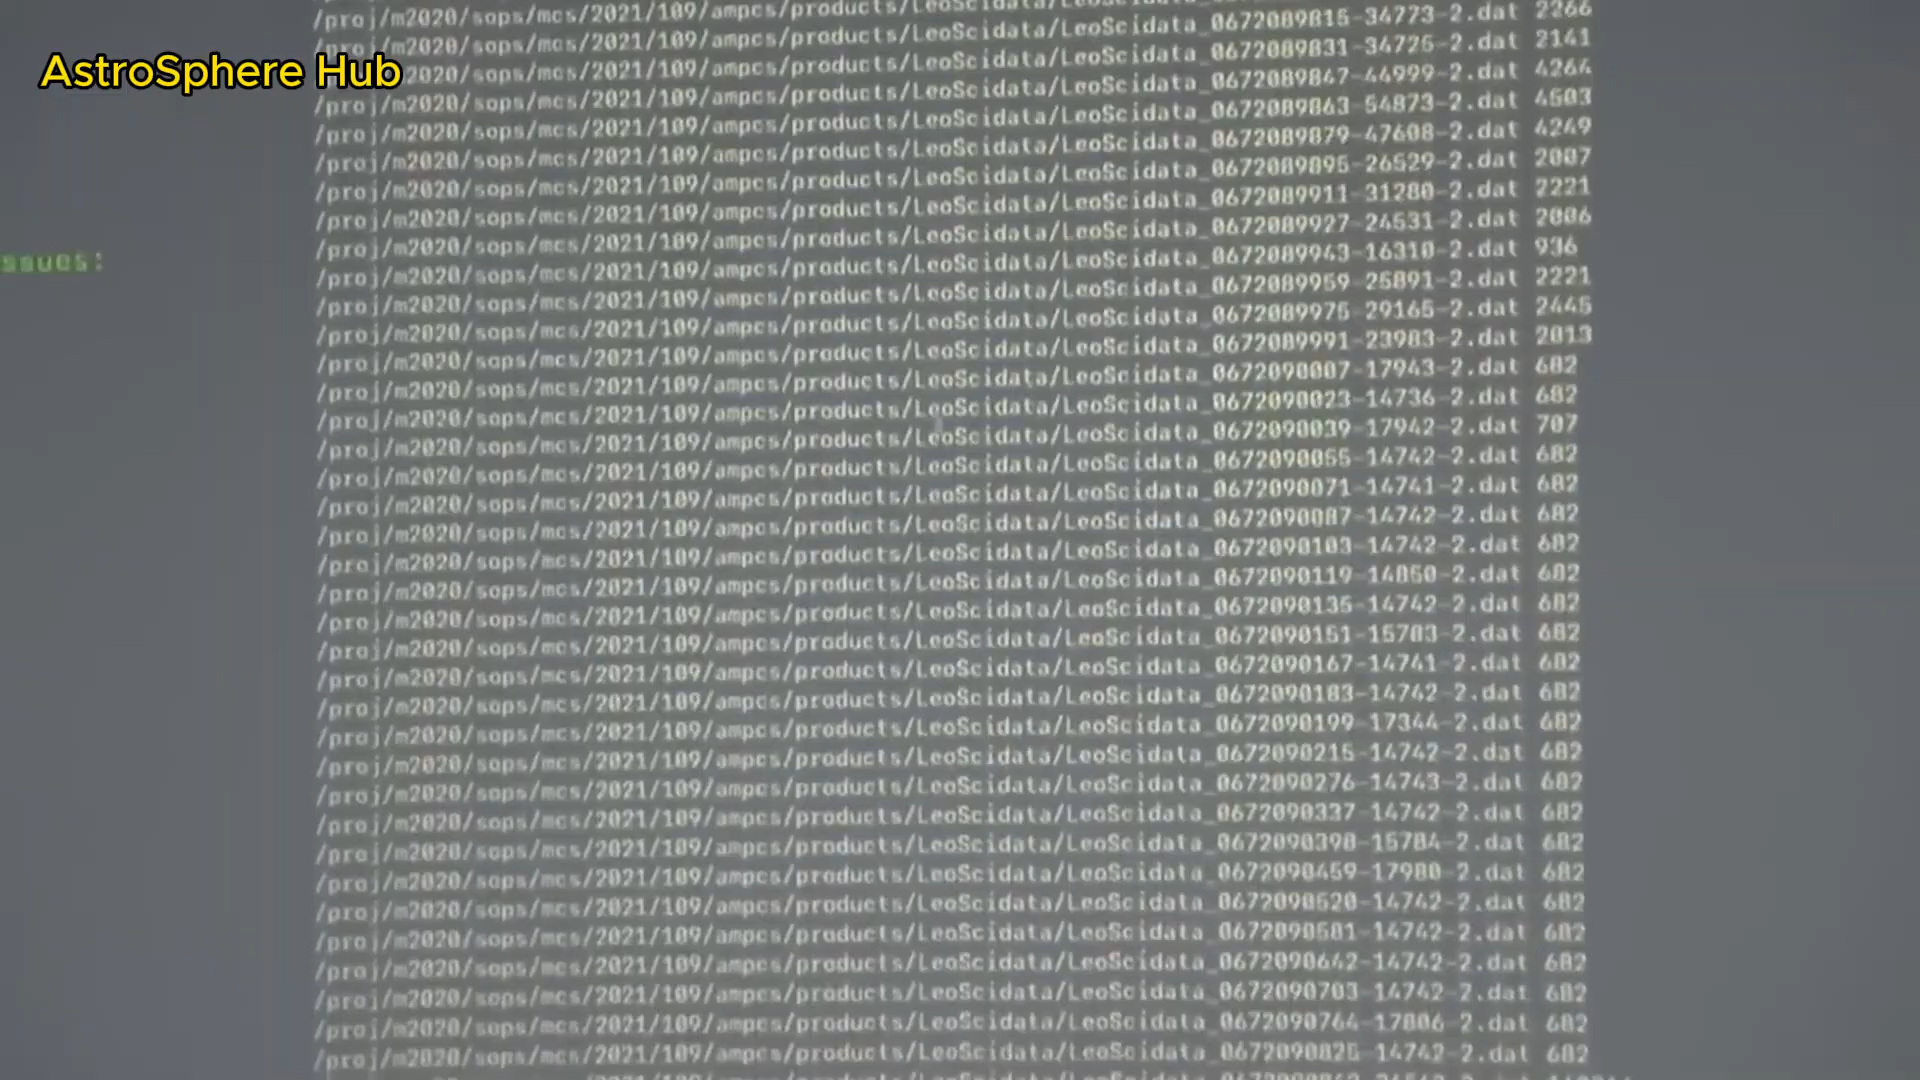 AstroSphere Hub
/proj/m2020/sops/mcs/2021/109/ampcs/products/LeoScidata/LeoScidata_0672089815-34773-2.dat 2266
/proj/m2020/sops/mcs/2021/109/ampcs/products/LeoScidata/LeoScidata_0672089831-34725-2.dat 2141
/proj/m2020/sops/mcs/2021/109/ampcs/products/LeoScidata/LeoScidata_0672089847-44999-2.dat 4264
/proj/m2020/sops/mcs/2021/109/ampcs/products/LeoScidata/LeoScidata_0672089863-54873-2.dat 4503
/proj/m2020/sops/mcs/2021/109/ampcs/products/LeoScidata/LeoScidata_0672089879-47608-2.dat 4249
/proj/m2020/sops/mcs/2021/109/ampcs/products/LeoScidata/LeoScidata_0672089895-26529-2.dat 2007
/proj/m2020/sops/mcs/2021/109/ampcs/products/LeoScidata/LeoScidata_0672089911-31280-2.dat 2221
/proj/m2020/sops/mcs/2021/109/ampcs/products/LeoScidata/LeoScidata_0672089927-24531-2.dat 2006
ssues:
/proj/m2020/sops/mcs/2021/109/ampcs/products/LeoScidata/LeoScidata_0672089943-16310-2.dat 936
/proj/m2020/sops/mcs/2021/109/ampcs/products/LeoScidata/LeoScidata_0672089959-25891-2.dat 2221
/proj/m2020/sops/mcs/2021/109/ampcs/products/LeoScidata/LeoScidata_0672089975-29165-2.dat 2445
/proj/m2020/sops/mcs/2021/109/ampcs/products/LeoScidata/LeoScidata_0672089991-23983-2.dat 2013
/proj/m2020/sops/mcs/2021/109/ampcs/products/LeoScidata/LeoScidata_0672090007-17943-2.dat 682
/proj/m2020/sops/mcs/2021/109/ampcs/products/LeoScidata/LeoScidata_0672090023-14736-2.dat 682
/proj/m2020/sops/mcs/2021/109/ampcs/products/LeoScidata/LeoScidata_0672090039-17942-2.dat 707
/proj/m2020/sops/mcs/2021/109/ampcs/products/LeoScidata/LeoScidata_0672090055-14742-2.dat 682
/proj/m2020/sops/mcs/2021/109/ampcs/products/LeoScidata/LeoScidata_0672090071-14741-2.dat 682
/proj/m2020/sops/mcs/2021/109/ampcs/products/LeoScidata/LeoScidata_0672090087-14742-2.dat 682
/proj/m2020/sops/mcs/2021/109/ampcs/products/LeoScidata/LeoScidata_0672090103-14742-2.dat 682
/proj/m2020/sops/mcs/2021/109/ampcs/products/LeoScidata/LeoScidata_0672090119-14850-2.dat 682
/proj/m2020/sops/mcs/2021/109/ampcs/products/LeoScidata/LeoScidata_0672090135-14742-2.dat 682
/proj/m2020/sops/mcs/2021/109/ampcs/products/LeoScidata/LeoScidata_0672090151-15783-2.dat 682
/proj/m2020/sops/mcs/2021/109/ampcs/products/LeoScidata/LeoScidata_0672090167-14741-2.dat 682
/proj/m2020/sops/mcs/2021/109/ampcs/products/LeoScidata/LeoScidata_0672090183-14742-2.dat 682
/proj/m2020/sops/mcs/2021/109/ampcs/products/LeoScidata/LeoScidata_0672090199-17344-2.dat 682
/proj/m2020/sops/mcs/2021/109/ampcs/products/LeoScidata/LeoScidata_0672090215-14742-2.dat 682
/proj/m2020/sops/mcs/2021/109/ampcs/products/LeoScidata/LeoScidata_0672090276-14743-2.dat 682
/proj/m2020/sops/mcs/2021/109/ampcs/products/LeoScidata/LeoScidata_0672090337-14742-2.dat 682
/proj/m2020/sops/mcs/2021/109/ampcs/products/LeoScidata/LeoScidata_0672090398-15784-2.dat 682
/proj/m2020/sops/mcs/2021/109/ampcs/products/LeoScidata/LeoScidata_0672090459-17980-2.dat 682
/proj/m2020/sops/mcs/2021/109/ampcs/products/LeoScidata/LeoScidata_0672090520-14742-2.dat 682
/proj/m2020/sops/mcs/2021/109/ampcs/products/LeoScidata/LeoScidata_0672090581-14742-2.dat 682
/proj/m2020/sops/mcs/2021/109/ampcs/products/LeoScidata/LeoScidata_0672090642-14742-2.dat 682
/proj/m2020/sops/mcs/2021/109/ampcs/products/LeoScidata/LeoScidata_0672090703-14742-2.dat 682
/proj/m2020/sops/mcs/2021/109/ampcs/products/LeoScidata/LeoScidata_0672090764-17806-2.dat 682
/proj/m2020/sops/mcs/2021/109/ampcs/products/LeoScidata/LeoScidata_0672090825-14742-2.dat 682